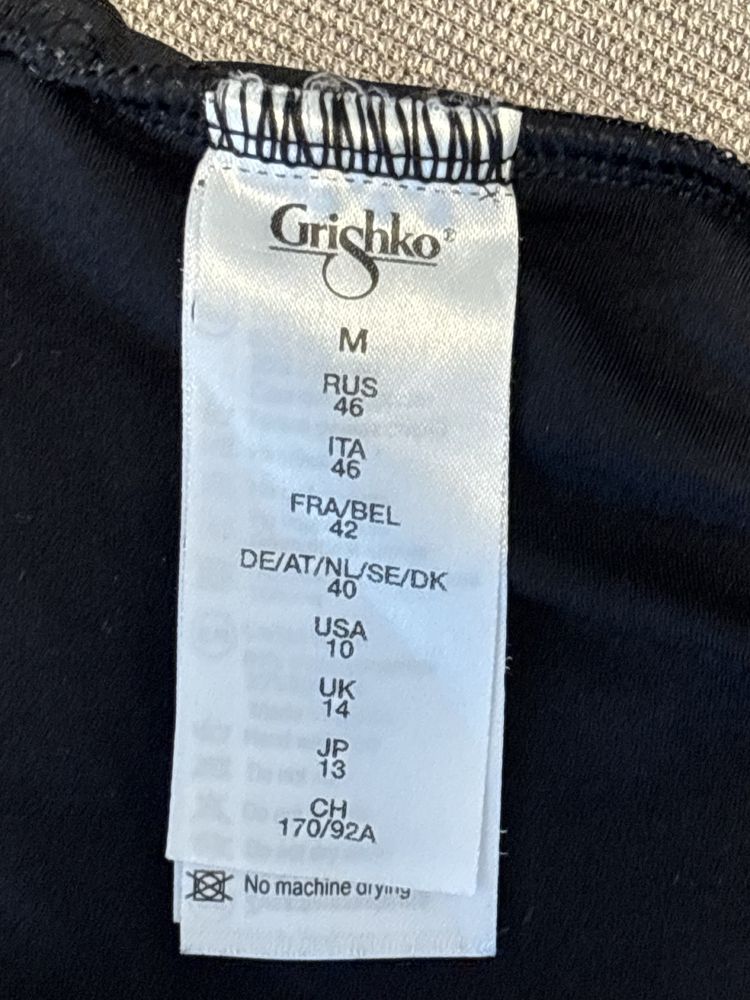 Grishko®
M
RUS
46
ITA
46
FRA/BEL
42
DE/AT/NL/SE/DK
40
USA
10
UK
14
JP
13
CH
170/92A
No machine drying